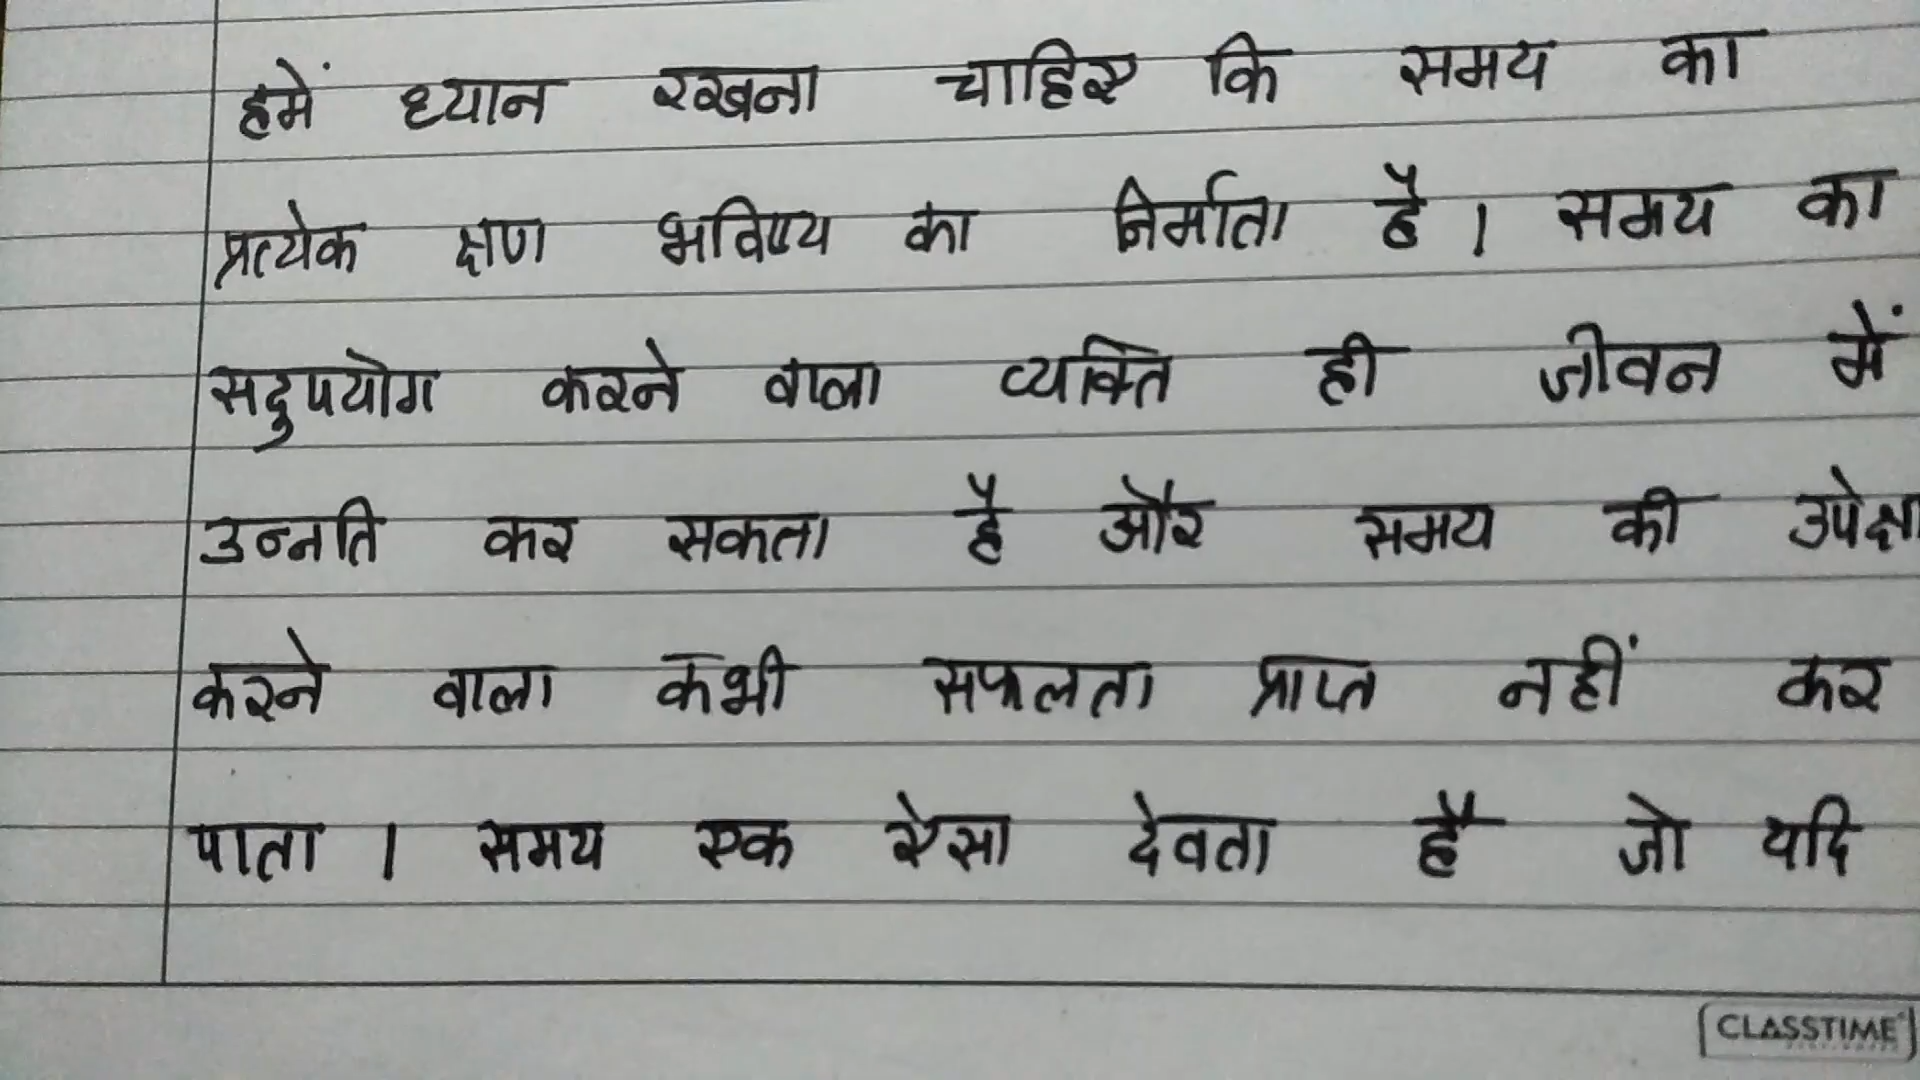 हमें ध्यान रखना चाहिए कि समय का
प्रत्येक क्षण भविष्य का निर्माता है ।  समय का
सदुपयोग करने वाला व्यक्ति ही जीवन में
उन्नति कर सकता है और समय की उपेक्षा
करने वाला कभी सफलता प्राप्त नहीं कर
पाता । समय एक ऐसा देवता है जो यदि
CLASSTIME